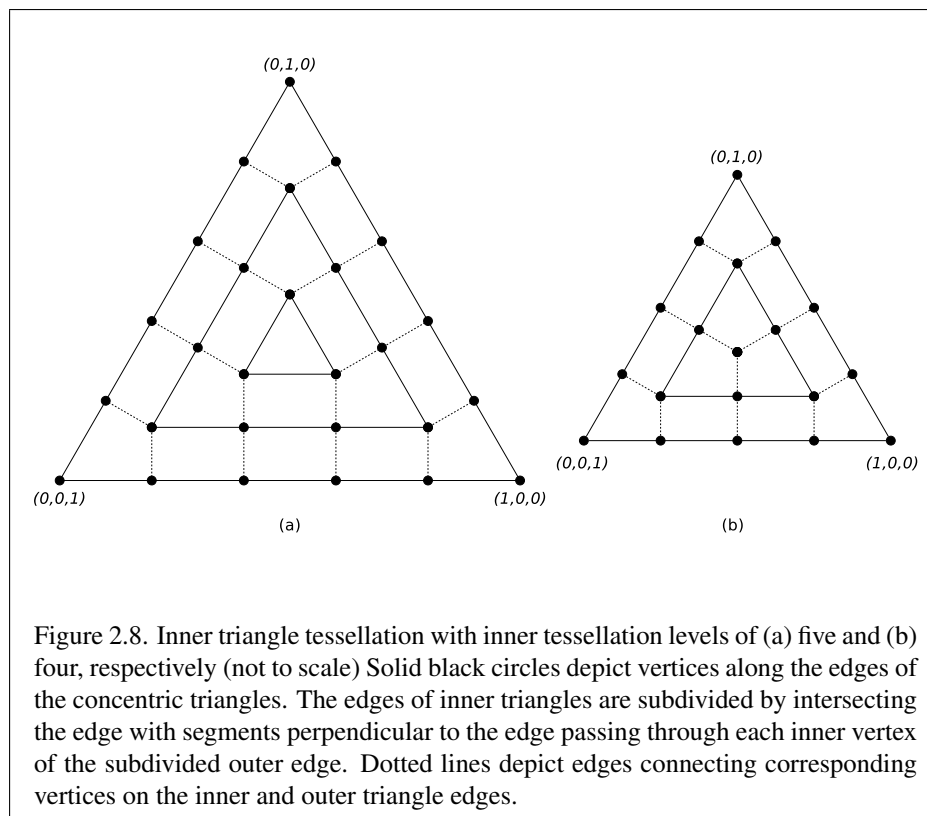 (0,1,0)
(0,1,0)
(0,0,1)
(1,0,0)
(0,0,1)
(1,0,0)
(a)
(b)
Figure 2.8. Inner triangle tessellation with inner tessellation levels of (a) five and (b)
four, respectively (not to scale) Solid black circles depict vertices along the edges of
the concentric triangles. The edges of inner triangles are subdivided by intersecting
the edge with segments perpendicular to the edge passing through each inner vertex
of the subdivided outer edge. Dotted lines depict edges connecting corresponding
vertices on the inner and outer triangle edges.